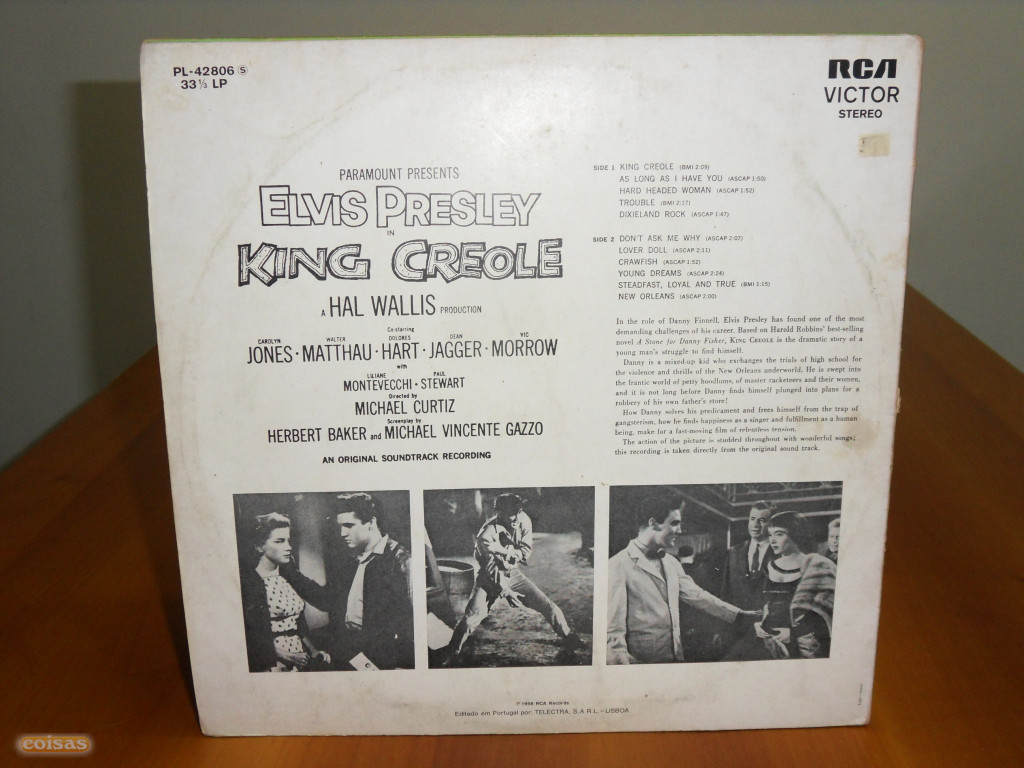 PL-42806 Ⓢ
33⅓ LP
RCA
VICTOR
STEREO
PARAMOUNT PRESENTS
ELVIS PRESLEY
IN
KING CREOLE
A HAL WALLIS PRODUCTION
Co-starring
CAROLYN JONES · WALTER MATTHAU · DOLORES HART · DEAN JAGGER · VIC MORROW
with
LILIANE MONTEVECCHI · PAUL STEWART
Directed by
MICHAEL CURTIZ
Screenplay by
HERBERT BAKER and MICHAEL VINCENTE GAZZO
AN ORIGINAL SOUNDTRACK RECORDING
SIDE 1 KING CREOLE (BMI 2:09)
AS LONG AS I HAVE YOU (ASCAP 1:50)
HARD HEADED WOMAN (ASCAP 1:52)
TROUBLE (BMI 2:17)
DIXIELAND ROCK (ASCAP 1:47)
SIDE 2 DON'T ASK ME WHY (ASCAP 2:07)
LOVER DOLL (ASCAP 2:11)
CRAWFISH (ASCAP 1:52)
YOUNG DREAMS (ASCAP 2:24)
STEADFAST, LOYAL AND TRUE (BMI 1:15)
NEW ORLEANS (ASCAP 2:00)
In the role of Danny Finnell, Elvis Presley has found one of the most
demanding challenges of his career. Based on Harold Robbins' best-selling
novel A Stone for Danny Fisher, KING CREOLE is the dramatic story of a
young man's struggle to find himself.
Danny is a mixed-up kid who exchanges the trials of high school for
the violence and thrills of the New Orleans underworld. He is swept into
the frantic world of petty hoodlums, of master racketeers and their women,
and it is not long before Danny finds himself plunged into plans for a
robbery of his own father's store!
How Danny solves his predicament and frees himself from the trap of
gangsterism, how he finds happiness as a singer and fulfillment as a human
being, make for a fast-moving film of relentless tension.
The action of the picture is studded throughout with wonderful songs;
this recording is taken directly from the original sound track.
℗ 1958 RCA Records
Editado em Portugal por: TELECTRA, S.A.R.L. - LISBOA
coisas